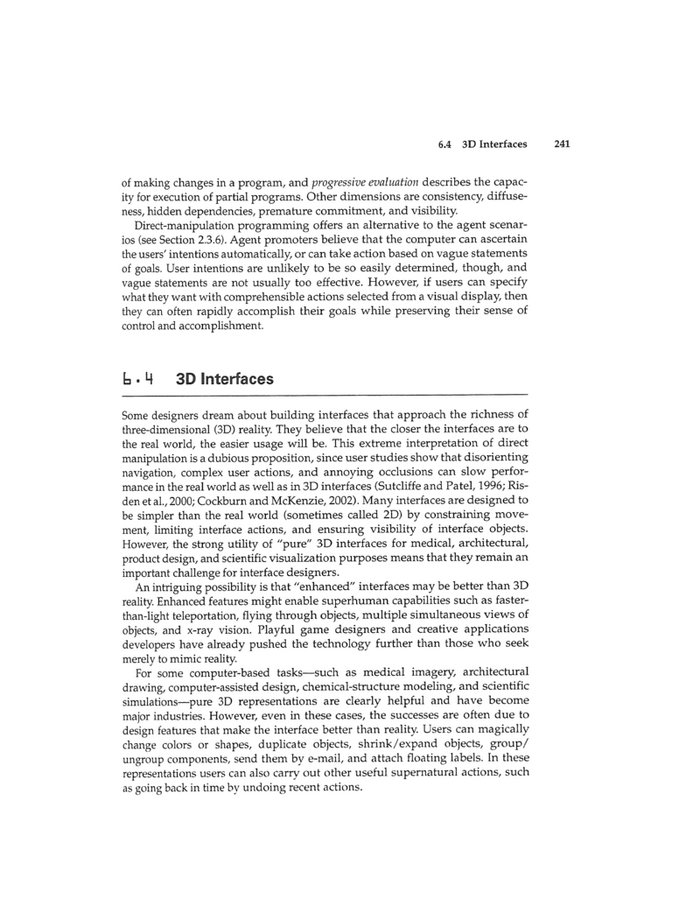 6.4 3D Interfaces 241
of making changes in a program, and progressive evaluation describes the capac-
ity for execution of partial programs. Other dimensions are consistency, diffuse-
ness, hidden dependencies, premature commitment, and visibility.
Direct-manipulation programming offers an alternative to the agent scenar-
ios (see Section 2.3.6). Agent promoters believe that the computer can ascertain
the users' intentions automatically, or can take action based on vague statements
of goals. User intentions are unlikely to be so easily determined, though, and
vague statements are not usually too effective. However, if users can specify
what they want with comprehensible actions selected from a visual display, then
they can often rapidly accomplish their goals while preserving their sense of
control and accomplishment.
6.4 3D Interfaces
Some designers dream about building interfaces that approach the richness of
three-dimensional (3D) reality. They believe that the closer the interfaces are to
the real world, the easier usage will be. This extreme interpretation of direct
manipulation is a dubious proposition, since user studies show that disorienting
navigation, complex user actions, and annoying occlusions can slow perfor-
mance in the real world as well as in 3D interfaces (Sutcliffe and Patel, 1996; Ris-
den et al., 2000; Cockburn and McKenzie, 2002). Many interfaces are designed to
be simpler than the real world (sometimes called 2D) by constraining move-
ment, limiting interface actions, and ensuring visibility of interface objects.
However, the strong utility of "pure" 3D interfaces for medical, architectural,
product design, and scientific visualization purposes means that they remain an
important challenge for interface designers.
An intriguing possibility is that "enhanced" interfaces may be better than 3D
reality. Enhanced features might enable superhuman capabilities such as faster-
than-light teleportation, flying through objects, multiple simultaneous views of
objects, and x-ray vision. Playful game designers and creative applications
developers have already pushed the technology further than those who seek
merely to mimic reality.
For some computer-based tasks—such as medical imagery, architectural
drawing, computer-assisted design, chemical-structure modeling, and scientific
simulations—pure 3D representations are clearly helpful and have become
major industries. However, even in these cases, the successes are often due to
design features that make the interface better than reality. Users can magically
change colors or shapes, duplicate objects, shrink/expand objects, group/
ungroup components, send them by e-mail, and attach floating labels. In these
representations users can also carry out other useful supernatural actions, such
as going back in time by undoing recent actions.